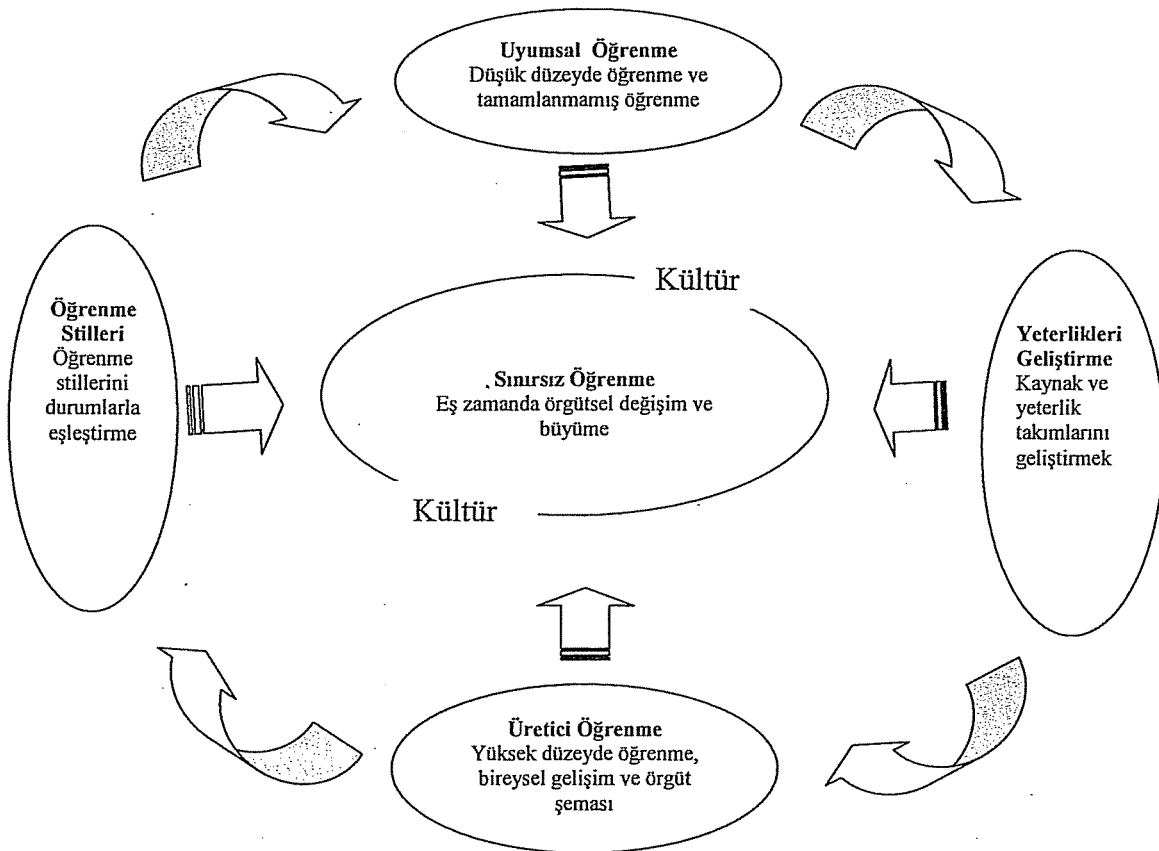 Uyumsal Öğrenme
Düşük düzeyde öğrenme ve
tamamlanmamış öğrenme
Kültür
Öğrenme
Stilleri
Öğrenme
stillerini
durumlarla
eşleştirme
Sınırsız Öğrenme
Eş zamanda örgütsel değişim ve
büyüme
Yeterlikleri
Geliştirme
Kaynak ve
yeterlik
takımlarını
geliştirmek
Kültür
Üretici Öğrenme
Yüksek düzeyde öğrenme,
bireysel gelişim ve örgüt
şeması